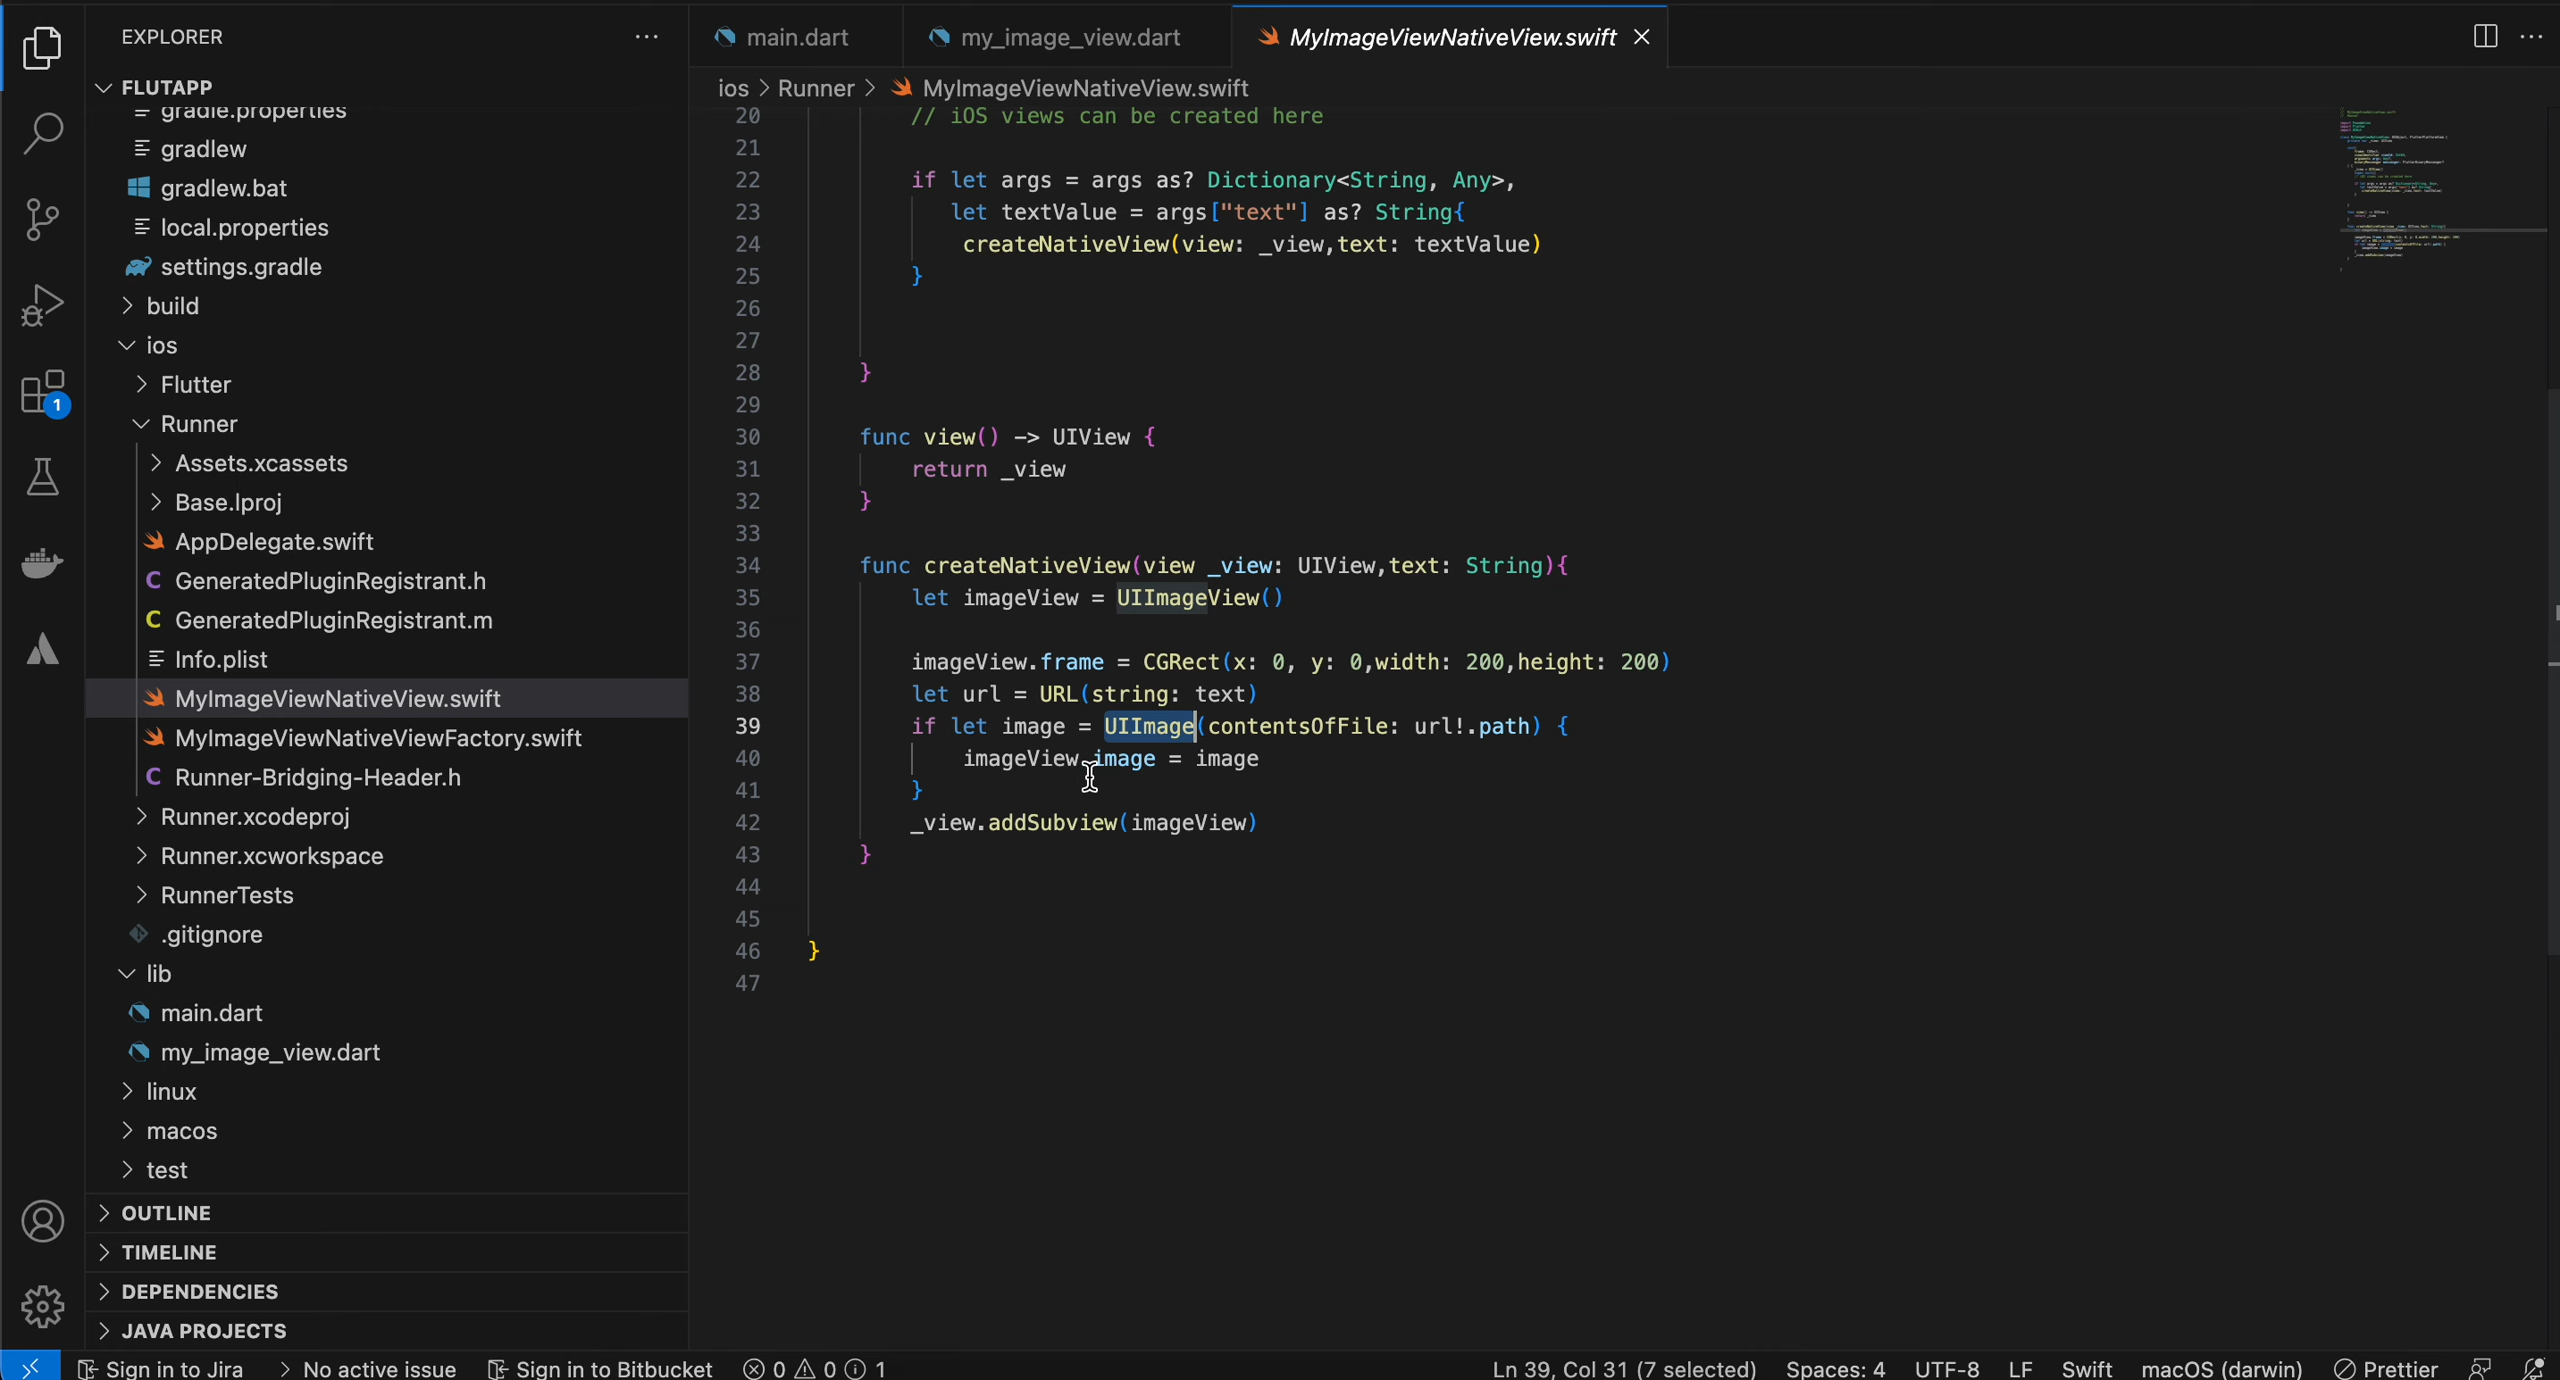 EXPLORER
FLUTAPP
gradle.properties
gradlew
gradlew.bat
local.properties
settings.gradle
build
ios
Flutter
Runner
Assets.xcassets
Base.lproj
AppDelegate.swift
C GeneratedPluginRegistrant.h
C GeneratedPluginRegistrant.m
Info.plist
MyImageViewNativeView.swift
MyImageViewNativeViewFactory.swift
C Runner-Bridging-Header.h
Runner.xcodeproj
Runner.xcworkspace
RunnerTests
.gitignore
lib
main.dart
my_image_view.dart
linux
macos
test
OUTLINE
TIMELINE
DEPENDENCIES
JAVA PROJECTS
1
main.dart my_image_view.dart MyImageViewNativeView.swift
ios > Runner > MyImageViewNativeView.swift
20 // iOS views can be created here
21
22 if let args = args as? Dictionary<String, Any>,
23 let textValue = args["text"] as? String{
24 createNativeView(view: _view,text: textValue)
25 }
26
27
28 }
29
30 func view() -> UIView {
31 return _view
32 }
33
34 func createNativeView(view _view: UIView,text: String){
35 let imageView = UIImageView()
36
37 imageView.frame = CGRect(x: 0, y: 0,width: 200,height: 200)
38 let url = URL(string: text)
39 if let image = UIImage(contentsOfFile: url!.path) {
40 imageView.image = image
41 }
42 _view.addSubview(imageView)
43 }
44
45
46 }
47
Sign in to Jira > No active issue Sign in to Bitbucket 0 0 1 Ln 39, Col 31 (7 selected) Spaces: 4 UTF-8 LF Swift macOS (darwin) Prettier